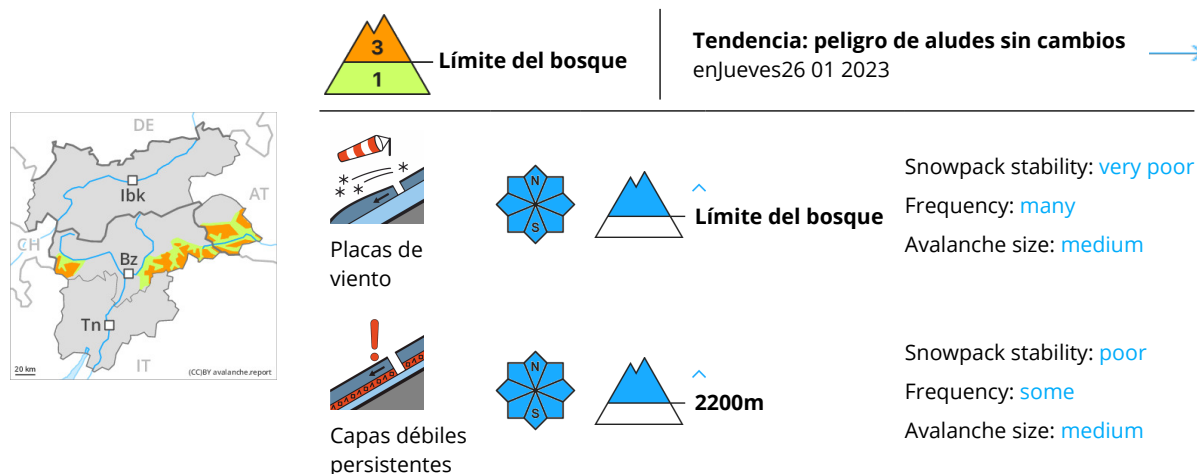 3
1
Límite del bosque
Tendencia: peligro de aludes sin cambios
enJueves26 01 2023
DE
Ibk
AT
CH
Bz
Tn
IT
20 km
(CC)BY avalanche.report
N
S
Límite del bosque
Placas de
viento
Snowpack stability: very poor
Frequency: many
Avalanche size: medium
N
S
2200m
Capas débiles
persistentes
Snowpack stability: poor
Frequency: some
Avalanche size: medium